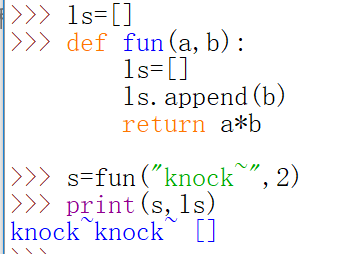 >>> ls=[]
>>> def fun(a,b):
        ls=[]
        ls.append(b)
        return a*b

>>> s=fun("knock~",2)
>>> print(s,ls)
knock~knock~ []
>>>